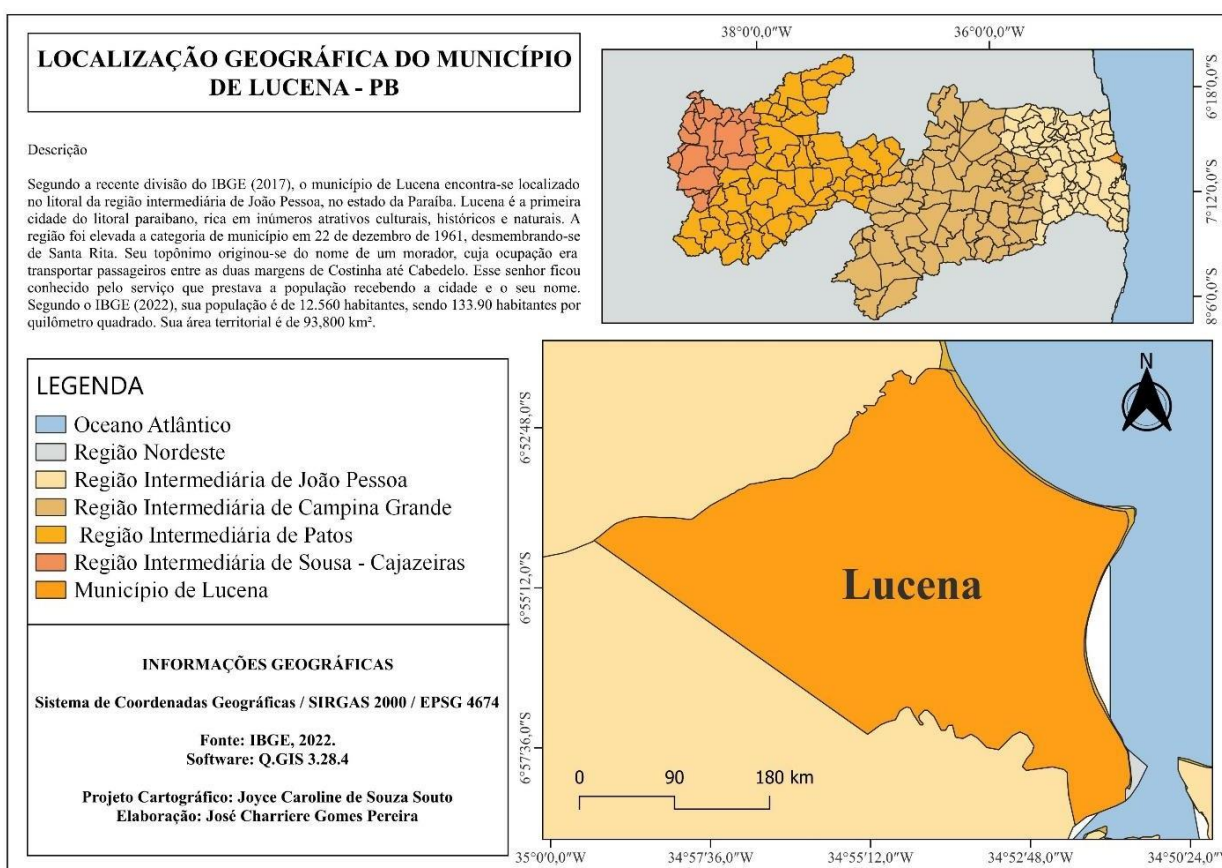 LOCALIZAÇÃO GEOGRÁFICA DO MUNICÍPIO
DE LUCENA - PB
Descrição
Segundo a recente divisão do IBGE (2017), o município de Lucena encontra-se localizado
no litoral da região intermediária de João Pessoa, no estado da Paraíba. Lucena é a primeira
cidade do litoral paraibano, rica em inúmeros atrativos culturais, históricos e naturais. A
região foi elevada a categoria de município em 22 de dezembro de 1961, desmembrando-se
de Santa Rita. Seu topônimo originou-se do nome de um morador, cuja ocupação era
transportar passageiros entre as duas margens de Costinha até Cabedelo. Esse senhor ficou
conhecido pelo serviço que prestava a população recebendo a cidade e o seu nome.
Segundo o IBGE (2022), sua população é de 12.560 habitantes, sendo 133.90 habitantes por
quilômetro quadrado. Sua área territorial é de 93,800 km².
38°0'0,0"W
36°0'0,0"W
6°18'0,0"S
7°12'0,0"S
8°6'0,0"S
LEGENDA
Oceano Atlântico
Região Nordeste
Região Intermediária de João Pessoa
Região Intermediária de Campina Grande
Região Intermediária de Patos
Região Intermediária de Sousa - Cajazeiras
Município de Lucena
INFORMAÇÕES GEOGRÁFICAS
Sistema de Coordenadas Geográficas / SIRGAS 2000 / EPSG 4674
Fonte: IBGE, 2022.
Software: Q.GIS 3.28.4
Projeto Cartográfico: Joyce Caroline de Souza Souto
Elaboração: José Charriere Gomes Pereira
N
6°52'48,0"S
6°55'12,0"S
6°57'36,0"S
Lucena
0 90 180 km
35°0'0,0"W
34°57'36,0"W
34°55'12,0"W
34°52'48,0"W
34°50'24,0"W